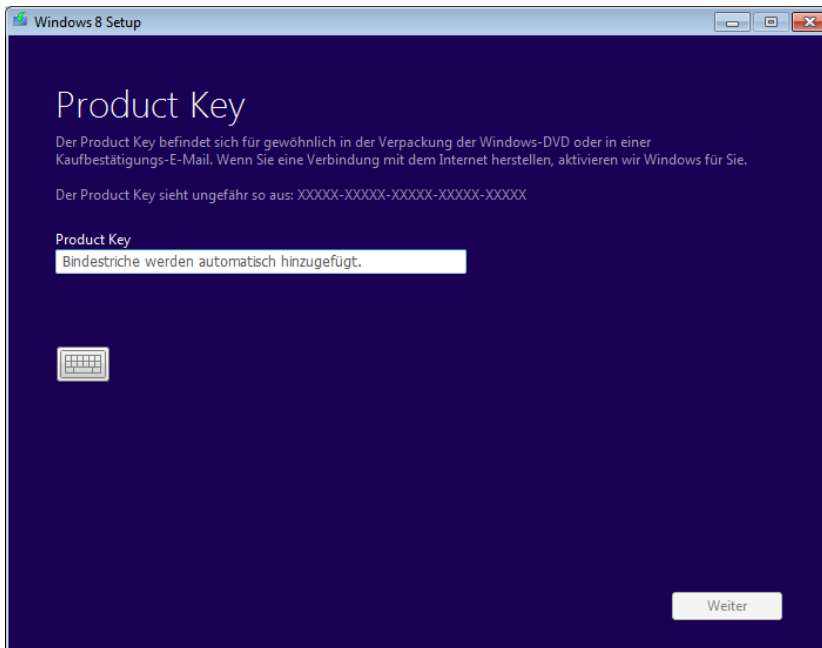 Windows 8 Setup
Product Key
Der Product Key befindet sich für gewöhnlich in der Verpackung der Windows-DVD oder in einer
Kaufbestätigungs-E-Mail. Wenn Sie eine Verbindung mit dem Internet herstellen, aktivieren wir Windows für Sie.
Der Product Key sieht ungefähr so aus: XXXXX-XXXXX-XXXXX-XXXXX-XXXXX
Product Key
Bindestriche werden automatisch hinzugefügt.
Weiter